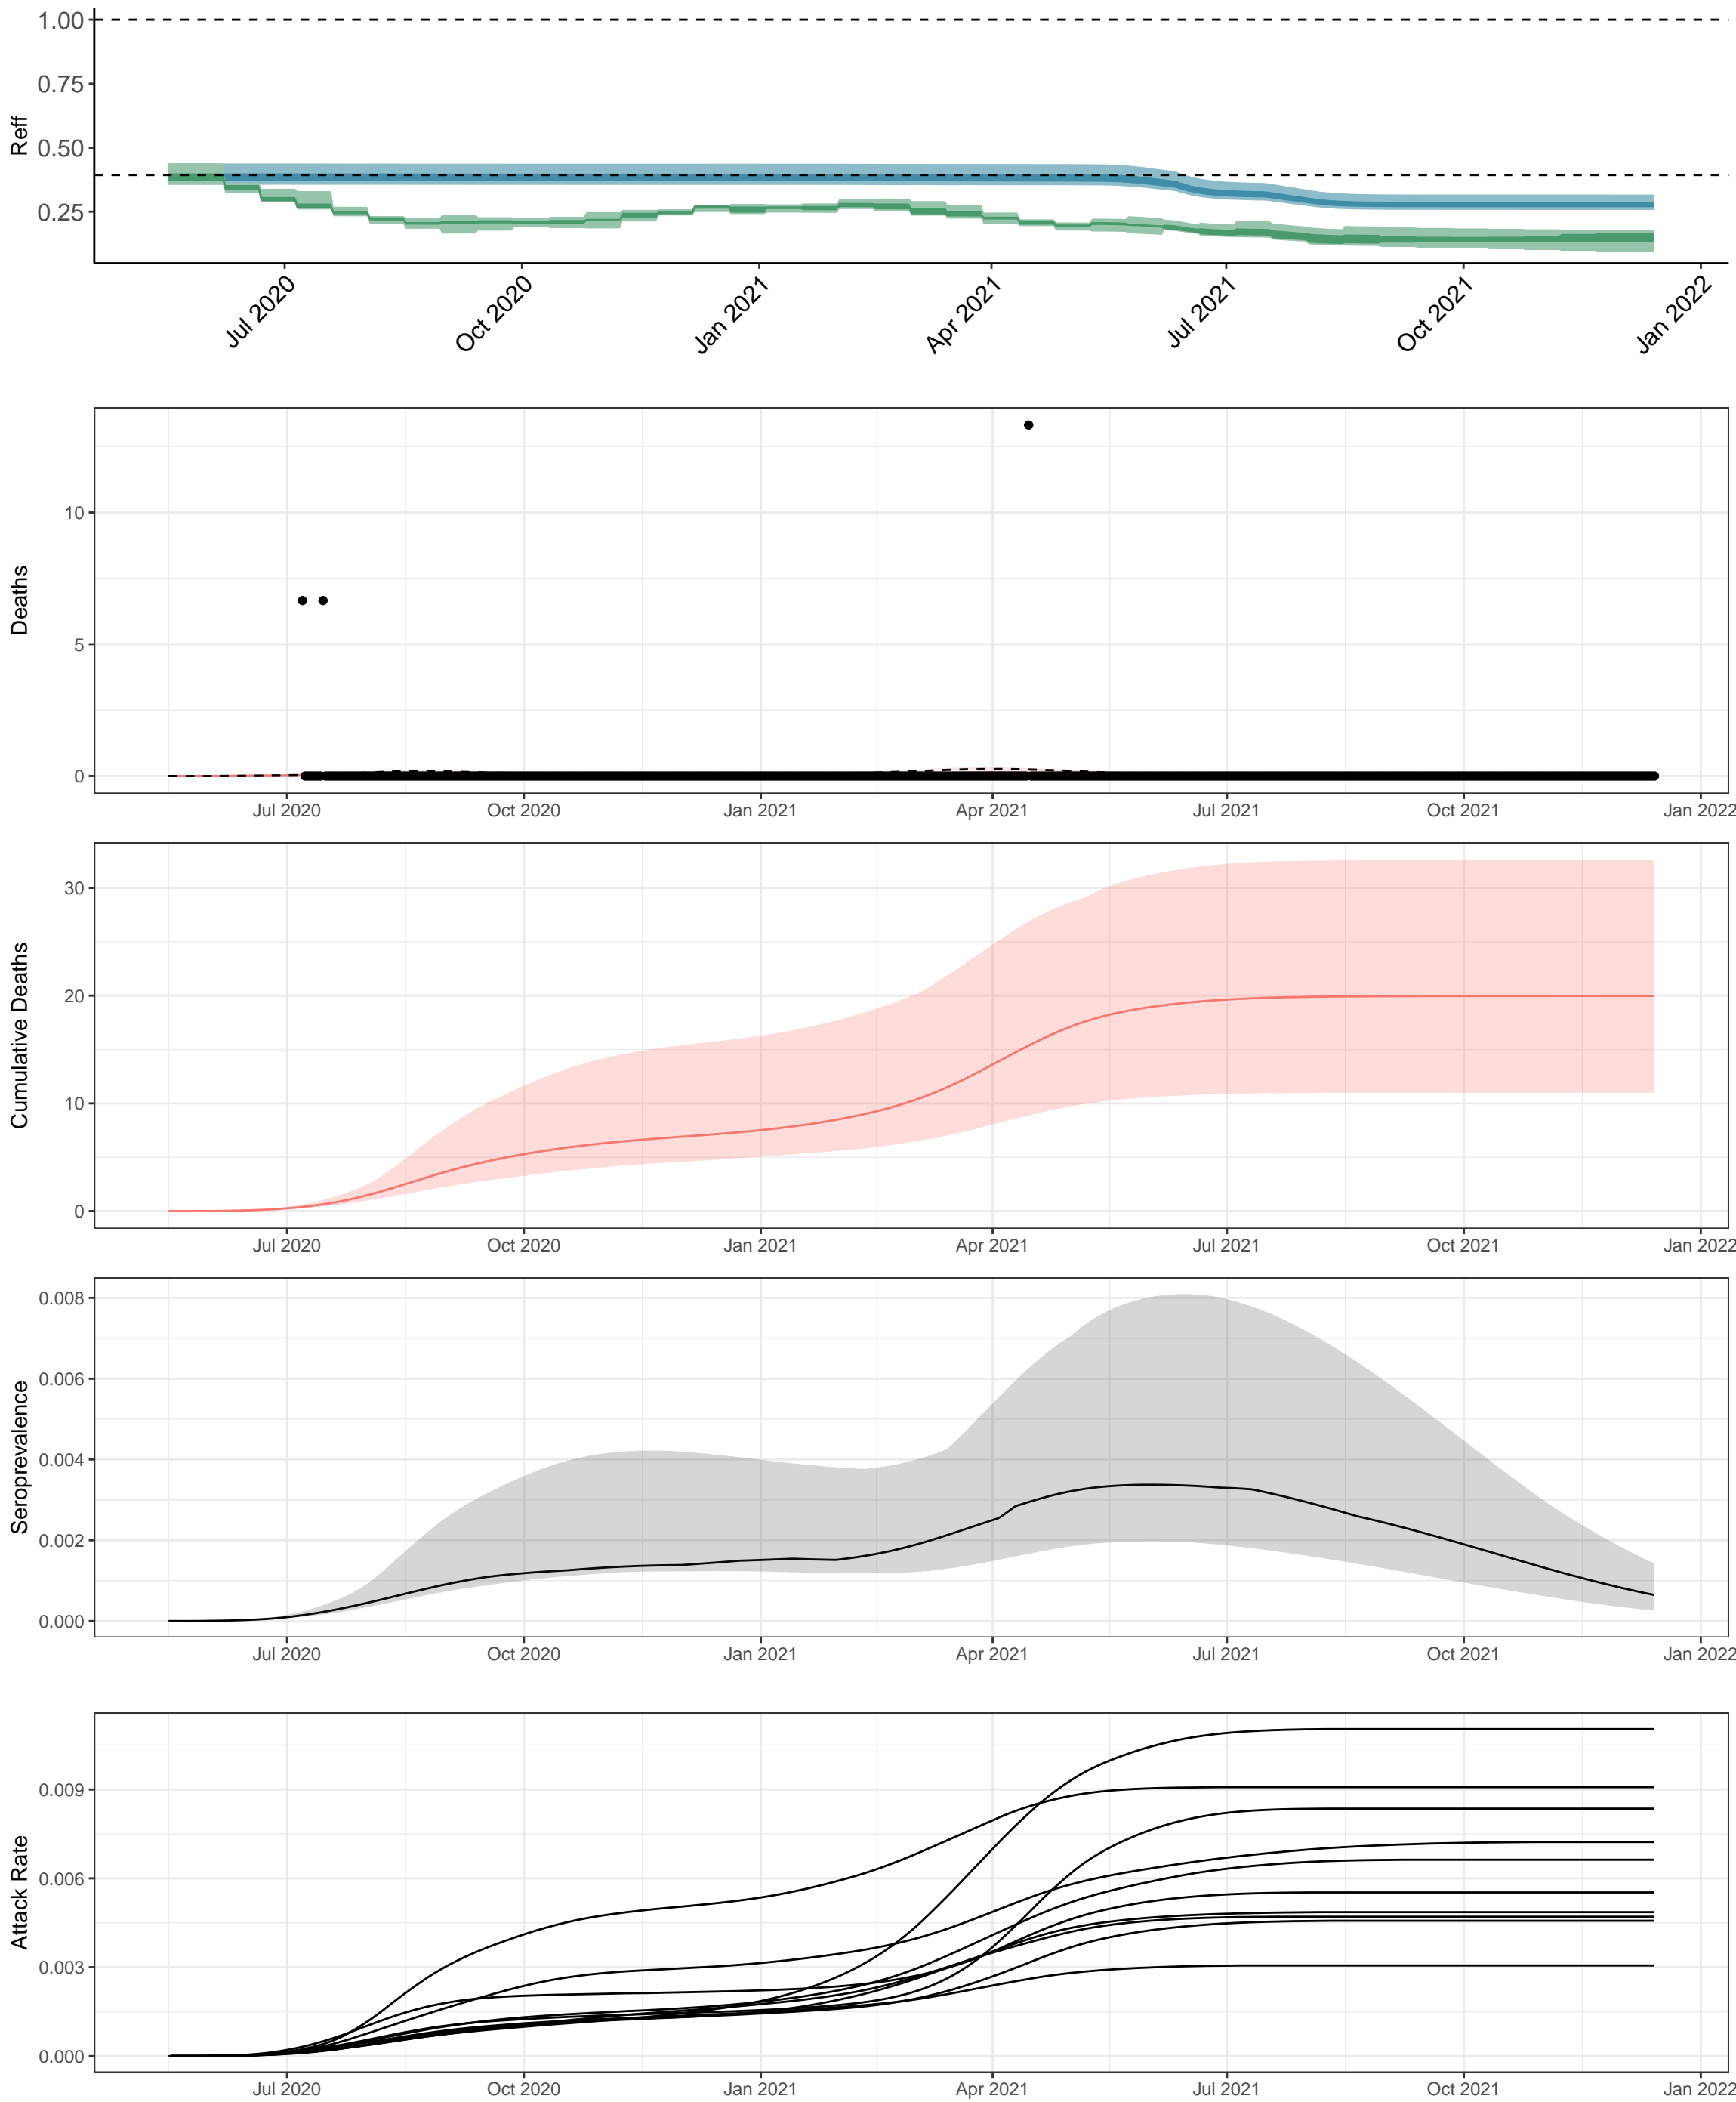 Reff
1.00
0.75
0.50
0.25
Jul 2020
Oct 2020
Jan 2021
Apr 2021
Jul 2021
Oct 2021
Jan 2022
Deaths
10
5
0
Jul 2020
Oct 2020
Jan 2021
Apr 2021
Jul 2021
Oct 2021
Jan 2022
Cumulative Deaths
30
20
10
0
Jul 2020
Oct 2020
Jan 2021
Apr 2021
Jul 2021
Oct 2021
Jan 2022
Seroprevalence
0.008
0.006
0.004
0.002
0.000
Jul 2020
Oct 2020
Jan 2021
Apr 2021
Jul 2021
Oct 2021
Jan 2022
Attack Rate
0.009
0.006
0.003
0.000
Jul 2020
Oct 2020
Jan 2021
Apr 2021
Jul 2021
Oct 2021
Jan 2022